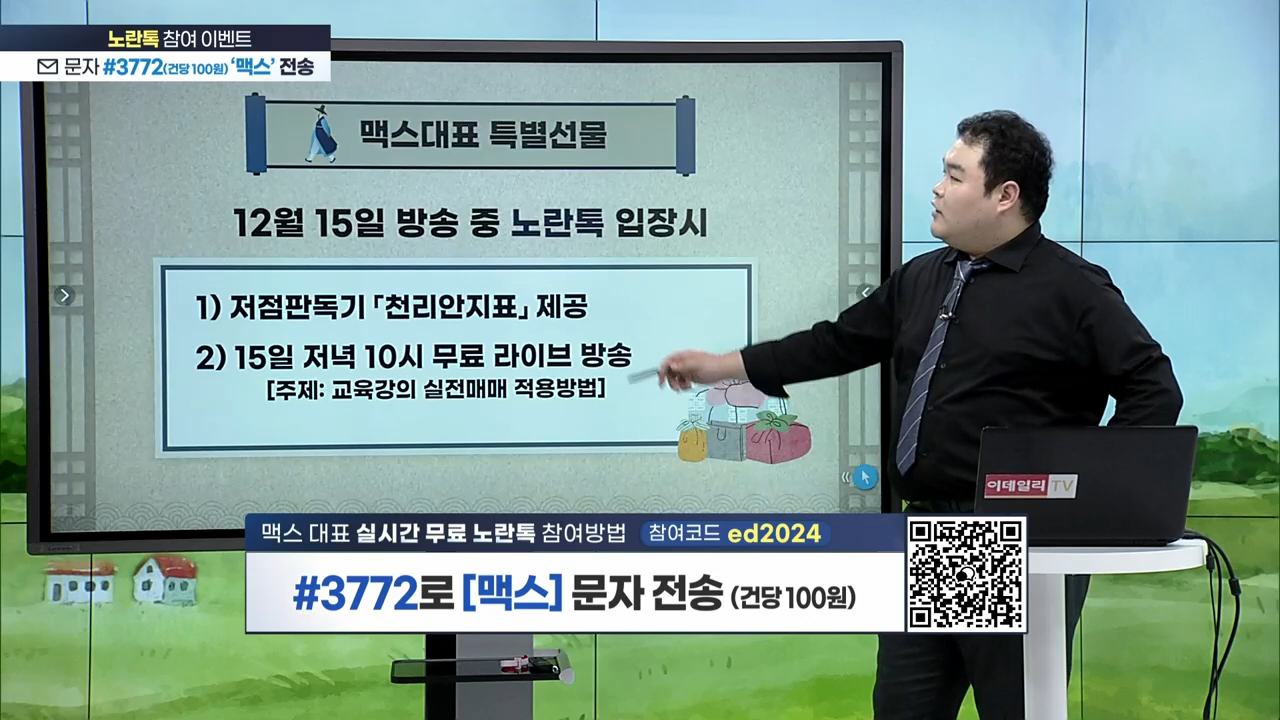 노란톡 참여 이벤트
문자 #3772(건당 100원) ‘맥스’ 전송
맥스대표 특별선물
12월 15일 방송 중 노란톡 입장시
1) 저점판독기 「천리안지표」 제공
2) 15일 저녁 10시 무료 라이브 방송
[주제: 교육강의 실전매매 적용방법]
이데일리TV
맥스 대표 실시간 무료 노란톡 참여방법 참여코드 ed2024
#3772로 [맥스] 문자 전송 (건당 100원)